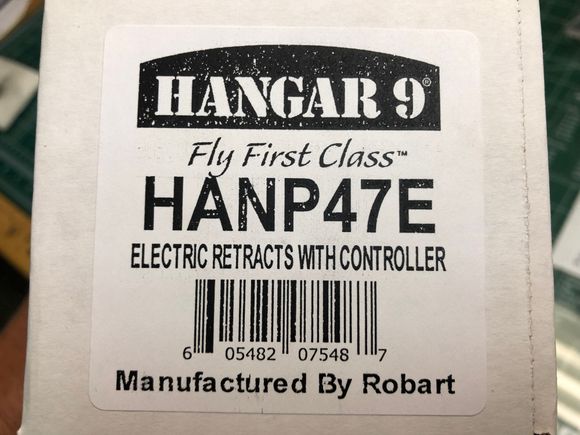 HANGAR 9®
Fly First Class™
HANP47E
ELECTRIC RETRACTS WITH CONTROLLER
6 05482 07548 7
Manufactured By Robart